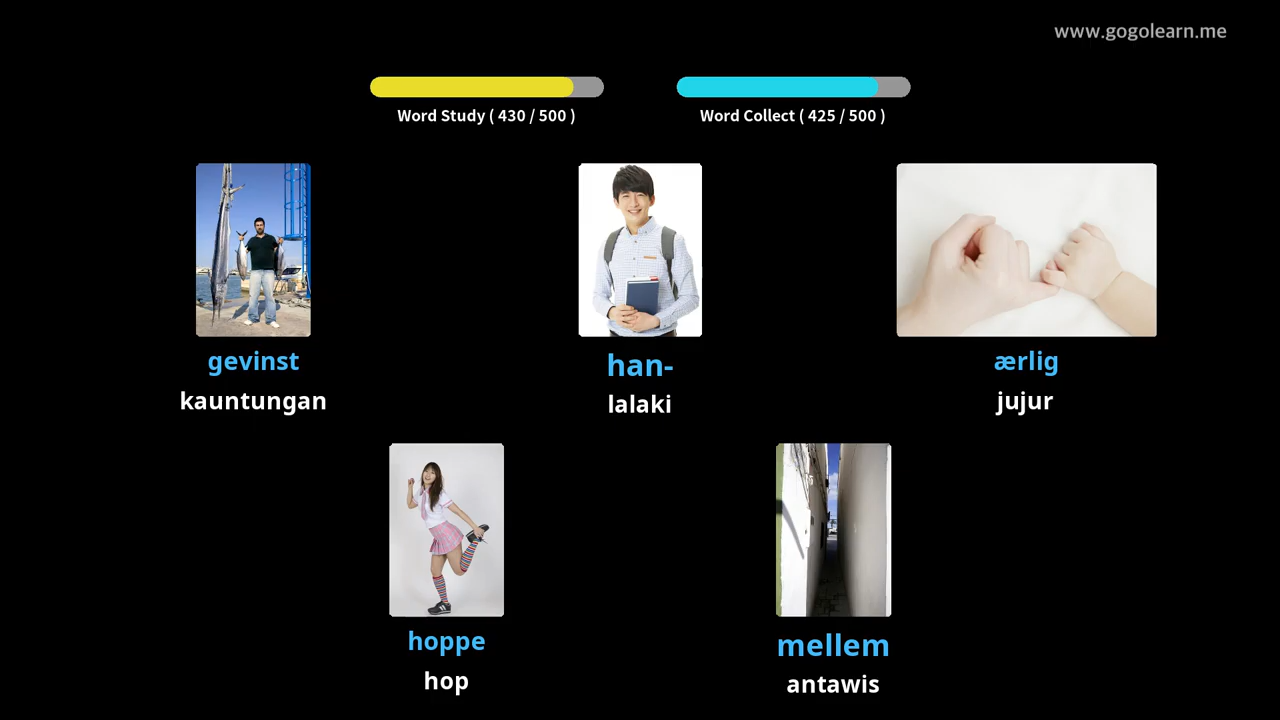 www.gogolearn.me
Word Study ( 430 / 500 )
Word Collect ( 425 / 500 )
gevinst
kauntungan
han-
lalaki
ærlig
jujur
hoppe
hop
mellem
antawis